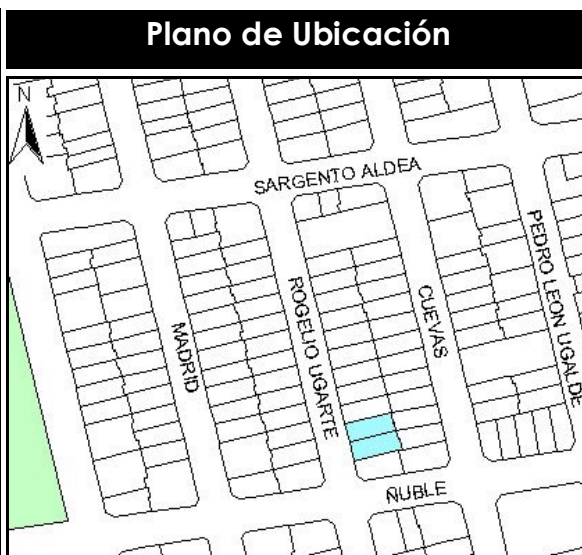 Plano de Ubicación
N
SARGENTO ALDEA
PEDRO LEON UGALDE
ROGELIO UGARTE
CUEVAS
MADRID
ÑUBLE